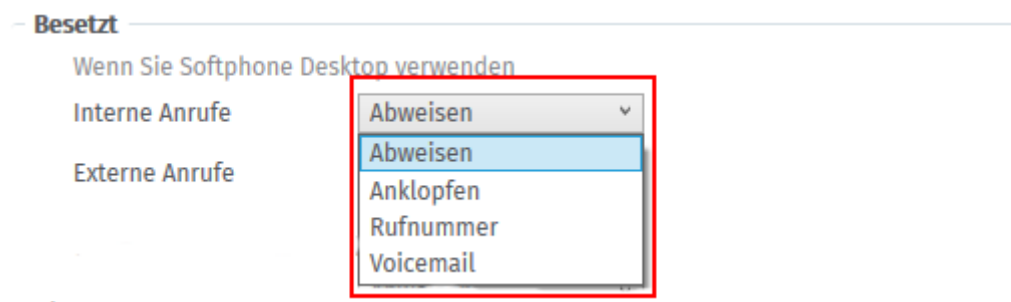 Besetzt
Wenn Sie Softphone Desktop verwenden
Interne Anrufe
Abweisen
Abweisen
Externe Anrufe
Anklopfen
Rufnummer
Voicemail